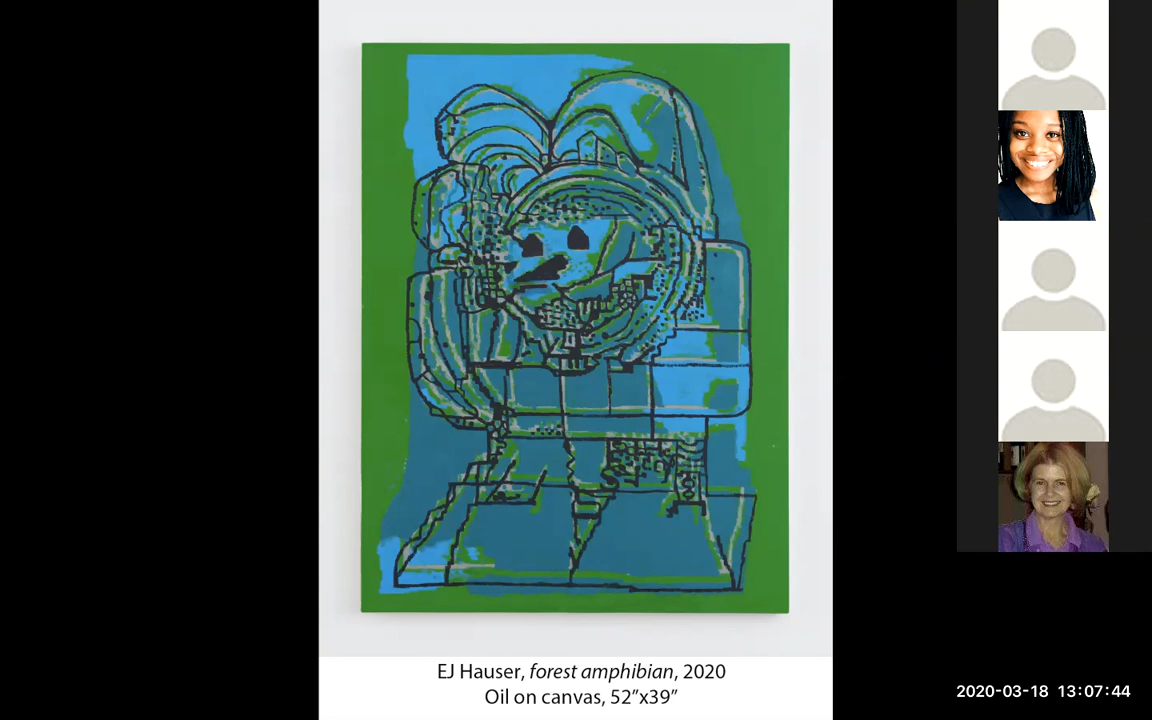 EJ Hauser, forest amphibian, 2020
Oil on canvas, 52”x39”
2020-03-18 13:07:44